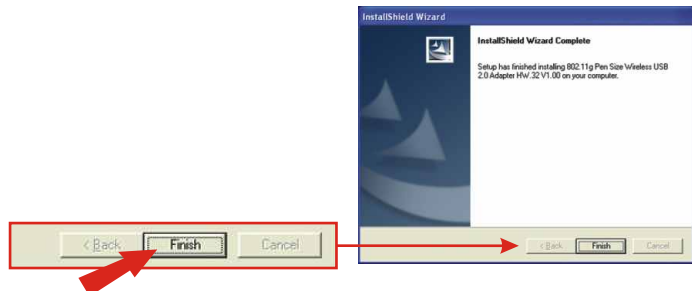 InstallShield Wizard
InstallShield Wizard Complete
Setup has finished installing 802.11g Pen Size Wireless USB
2.0 Adapter HW.32 V1.00 on your computer.
< Back Finish Cancel
< Back Finish Cancel